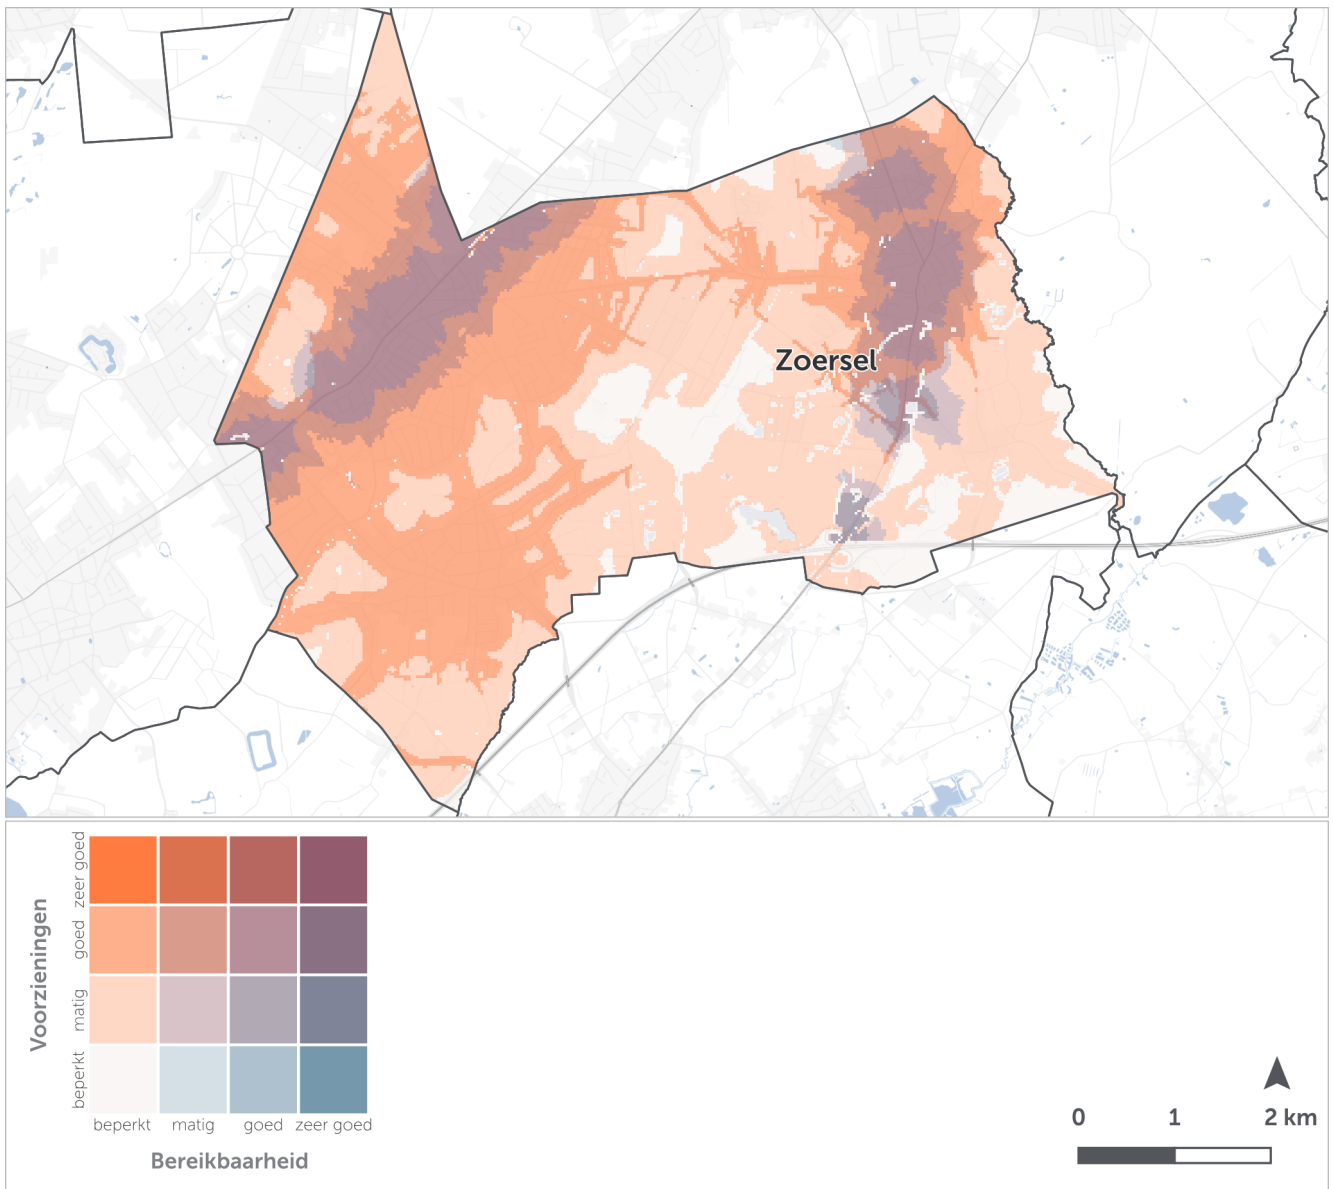 Zoersel
Voorzieningen
zeer goed
goed
matig
beperkt
beperkt matig goed zeer goed
Bereikbaarheid
0 1 2 km